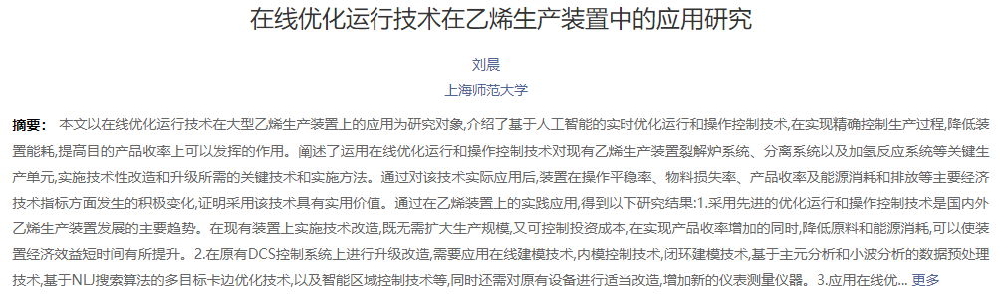 在线优化运行技术在乙烯生产装置中的应用研究
刘晨
上海师范大学
摘要： 本文以在线优化运行技术在大型乙烯生产装置上的应用为研究对象,介绍了基于人工智能的实时优化运行和操作控制技术,在实现精确控制生产过程,降低装
置能耗,提高目的产品收率上可以发挥的作用。阐述了运用在线优化运行和操作控制技术对现有乙烯生产装置裂解炉系统、分离系统以及加氢反应系统等关键生
产单元,实施技术性改造和升级所需的关键技术和实施方法。通过对该技术实际应用后,装置在操作平稳率、物料损失率、产品收率及能源消耗和排放等主要经济
技术指标方面发生的积极变化,证明采用该技术具有实用价值。通过在乙烯装置上的实践应用,得到以下研究结果:1.采用先进的优化运行和操作控制技术是国内外
乙烯生产装置发展的主要趋势。在现有装置上实施技术改造,既无需扩大生产规模,又可控制投资成本,在实现产品收率增加的同时,降低原料和能源消耗,可以使装
置经济效益短时间有所提升。2.在原有DCS控制系统上进行升级改造,需要应用在线建模技术,内模控制技术,闭环建模技术,基于主元分析和小波分析的数据预处理
技术,基于NLJ搜索算法的多目标卡边优化技术,以及智能区域控制技术等,同时还需对原有设备进行适当改造,增加新的仪表测量仪器。3.应用在线优... 更多